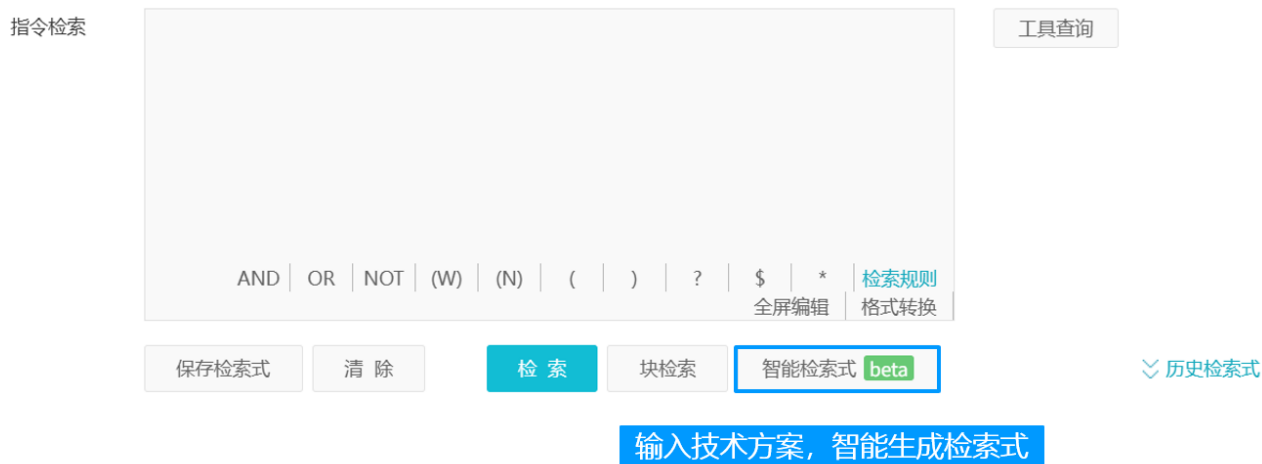 指令检索
工具查询
AND OR NOT (W) (N) ( ) ? $ * 检索规则
全屏编辑 格式转换
保存检索式 清 除 检 索 块检索 智能检索式 beta 历史检索式
输入技术方案，智能生成检索式